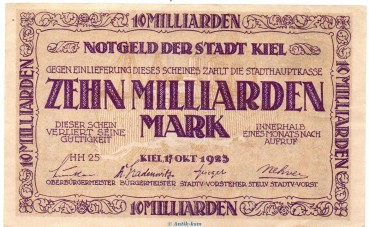 10 MILLIARDEN
NOTGELD DER STADT KIEL
GEGEN EINLIEFERUNG DIESES SCHEINES ZAHLT DIE STADTHAUPTKASSE
ZEHN MILLIARDEN
MARK
DIESER SCHEIN
VERLIERT SEINE
GÜLTIGKEIT
INNERHALB
EINES MONATS NACH
AUFRUF
HH 25
KIEL 17 OKT 1923
OBERBÜRGERMEISTER BÜRGERMEISTER STADTV-VORSTEHER STELLV STADTV-VORST
10 MILLIARDEN
10 MILLIARDEN
10 MILLIARDEN
© Antik-kam